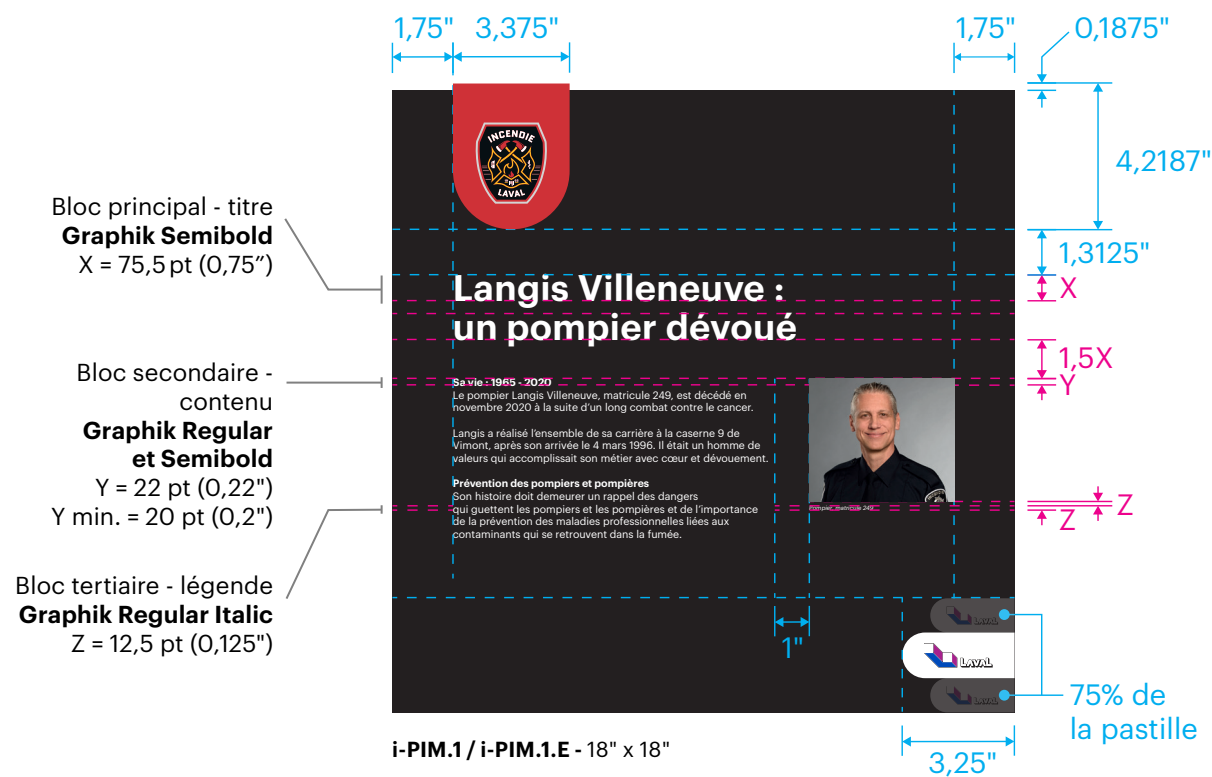 1,75" 3,375" 1,75" 0,1875"
4,2187"
INCENDIE
LAVAL
Bloc principal - titre
Graphik Semibold
X = 75,5 pt (0,75″)
1,3125"
X
Langis Villeneuve :
un pompier dévoué
1,5X
Y
Bloc secondaire -
contenu
Graphik Regular
et Semibold
Y = 22 pt (0,22")
Y min. = 20 pt (0,2")
Sa vie : 1965 - 2020
Le pompier Langis Villeneuve, matricule 249, est décédé en
novembre 2020 à la suite d’un long combat contre le cancer.
Langis a réalisé l’ensemble de sa carrière à la caserne 9 de
Vimont, après son arrivée le 4 mars 1996. Il était un homme de
valeurs qui accomplissait son métier avec cœur et dévouement.
Prévention des pompiers et pompières
Son histoire doit demeurer un rappel des dangers
qui guettent les pompiers et les pompières et de l’importance
de la prévention des maladies professionnelles liées aux
contaminants qui se retrouvent dans la fumée.
Pompier, matricule 249
Z
Z
Bloc tertiaire - légende
Graphik Regular Italic
Z = 12,5 pt (0,125")
1"
LAVAL
LAVAL
LAVAL
75% de
la pastille
i-PIM.1 / i-PIM.1.E - 18" x 18"
3,25"